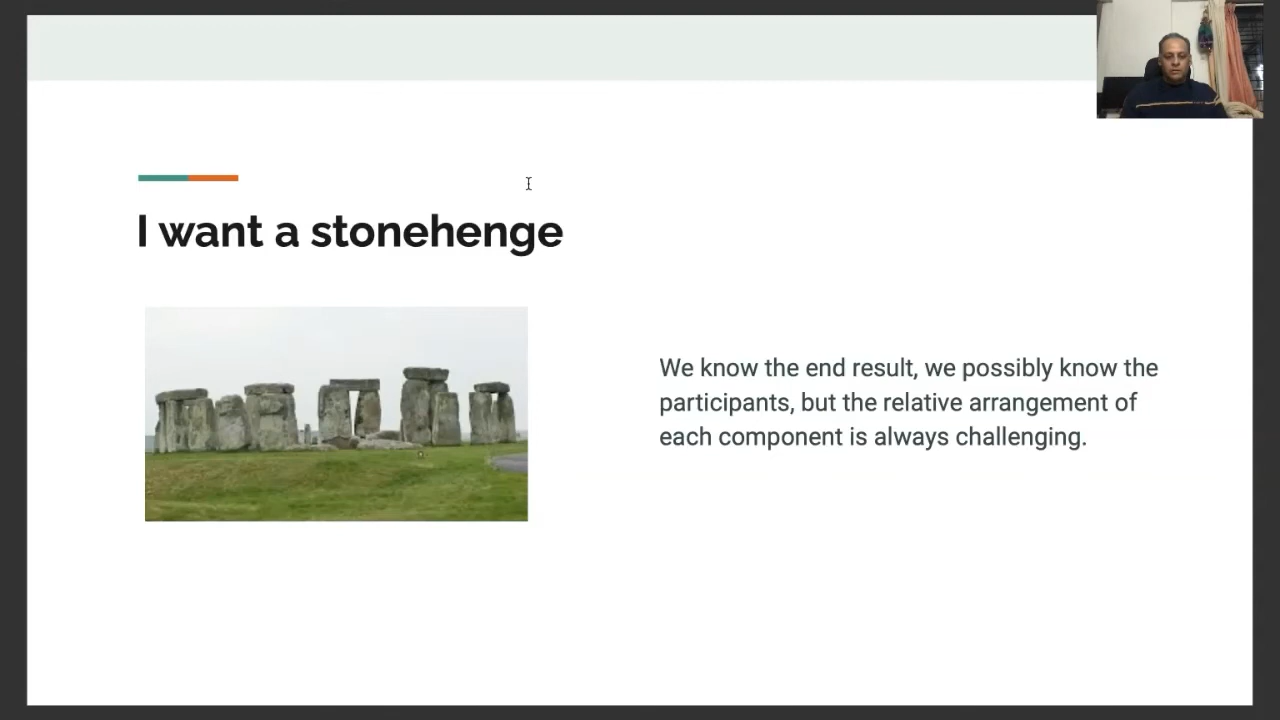 I want a stonehenge
We know the end result, we possibly know the
participants, but the relative arrangement of
each component is always challenging.